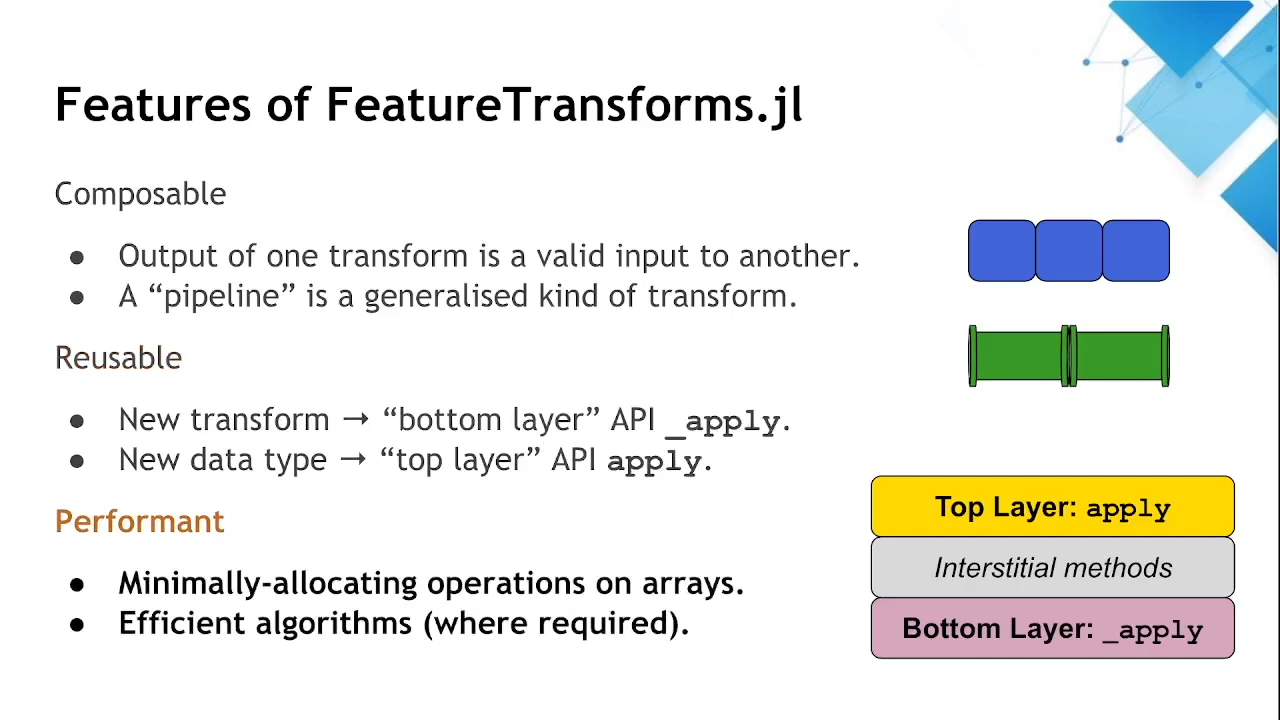 Features of FeatureTransforms.jl
Composable
● Output of one transform is a valid input to another.
● A “pipeline” is a generalised kind of transform.
Reusable
● New transform → “bottom layer” API _apply.
● New data type → “top layer” API apply.
Performant
● Minimally-allocating operations on arrays.
● Efficient algorithms (where required).
Top Layer: apply
Interstitial methods
Bottom Layer: _apply